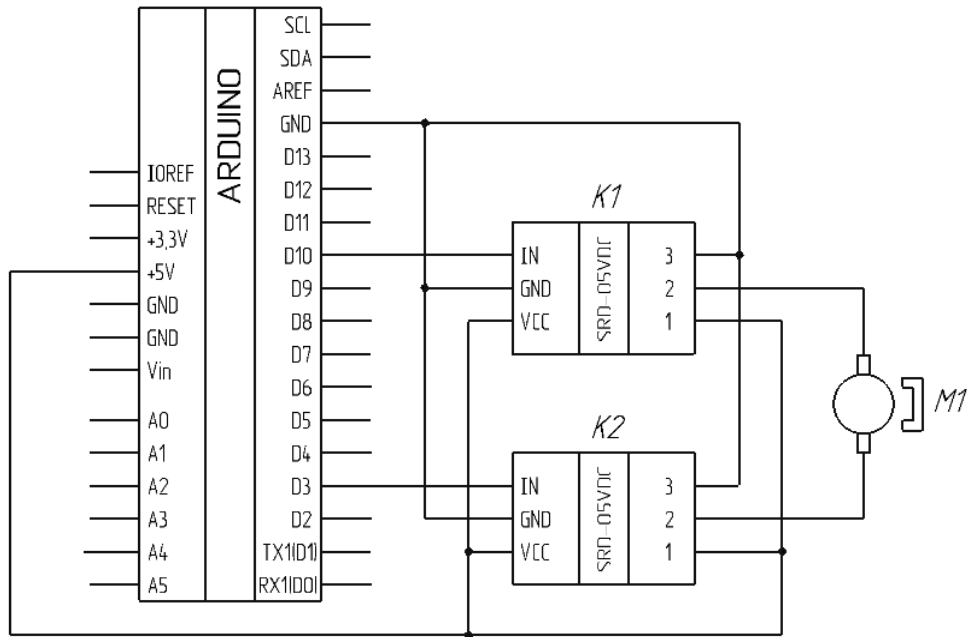 ARDUINO
IOREF
RESET
+3,3V
+5V
GND
GND
Vin
A0
A1
A2
A3
A4
A5
SCL
SDA
AREF
GND
D13
D12
D11
D10
D9
D8
D7
D6
D5
D4
D3
D2
TX1(D1)
RX1(D0)
K1
IN
GND
VCC
SRD-05VDC
3
2
1
K2
IN
GND
VCC
SRD-05VDC
3
2
1
M1